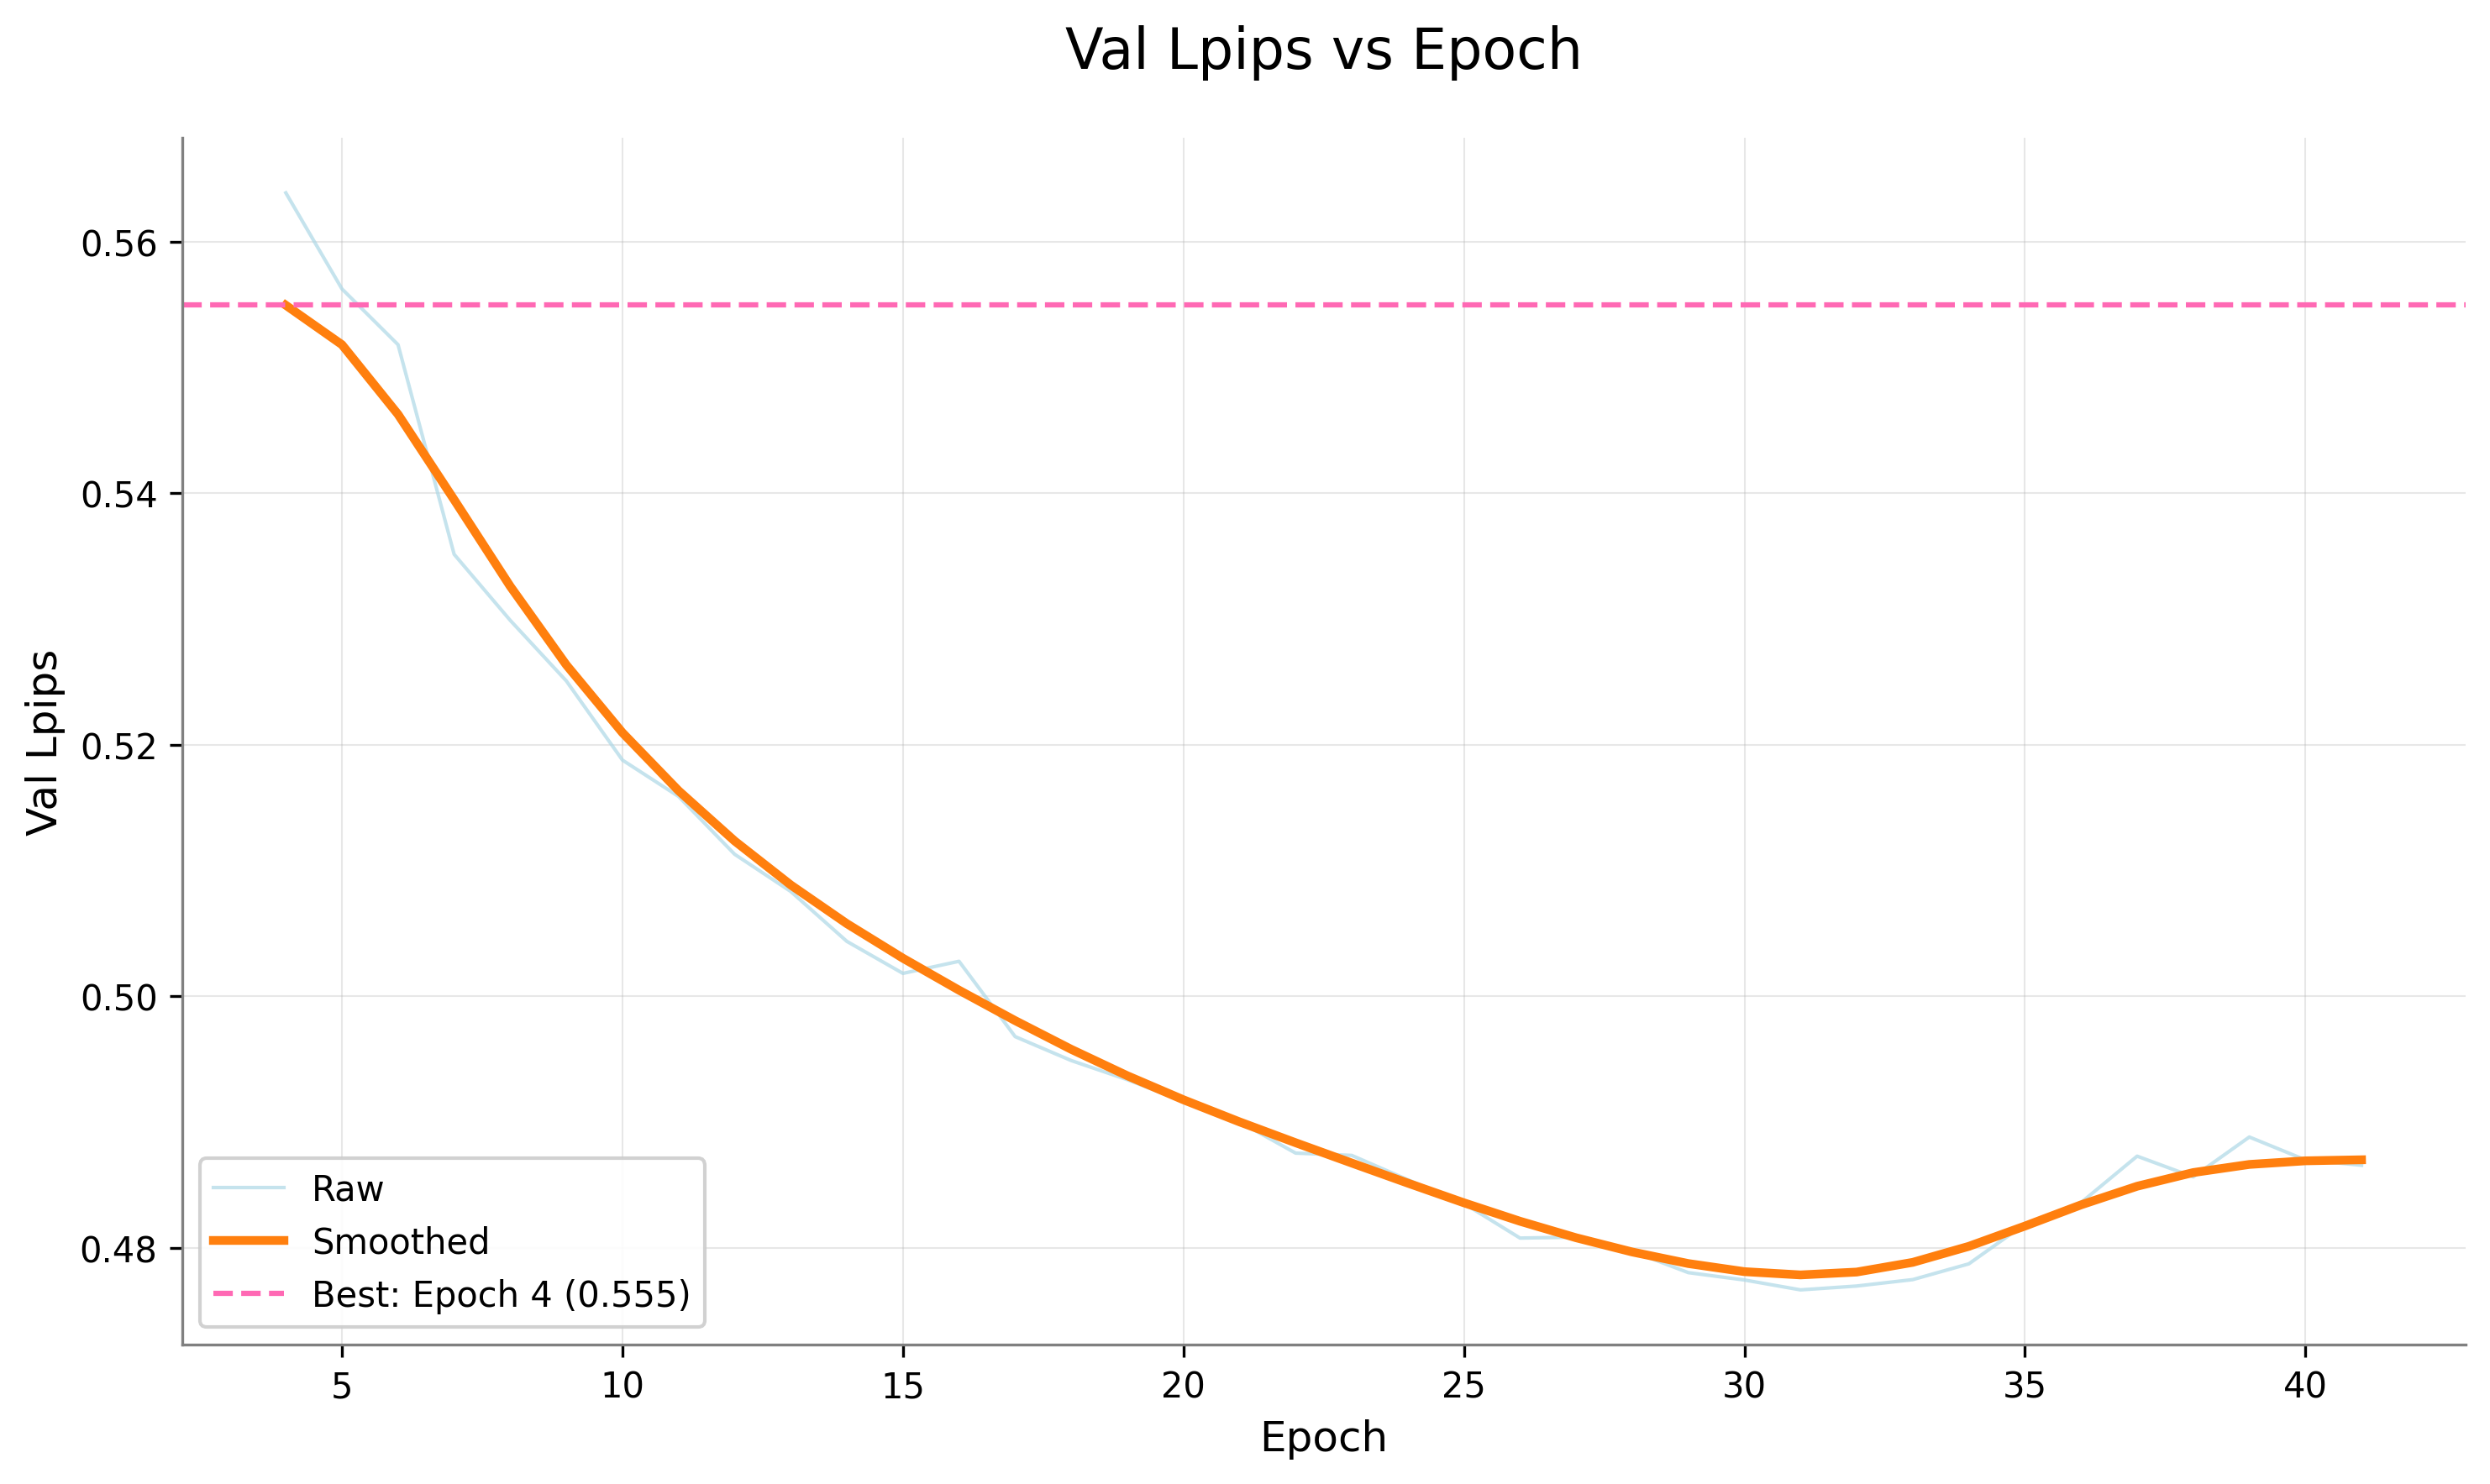 Val Lpips vs Epoch
Val Lpips
0.56
0.54
0.52
0.50
0.48
Raw
Smoothed
Best: Epoch 4 (0.555)
5 10 15 20 25 30 35 40
Epoch